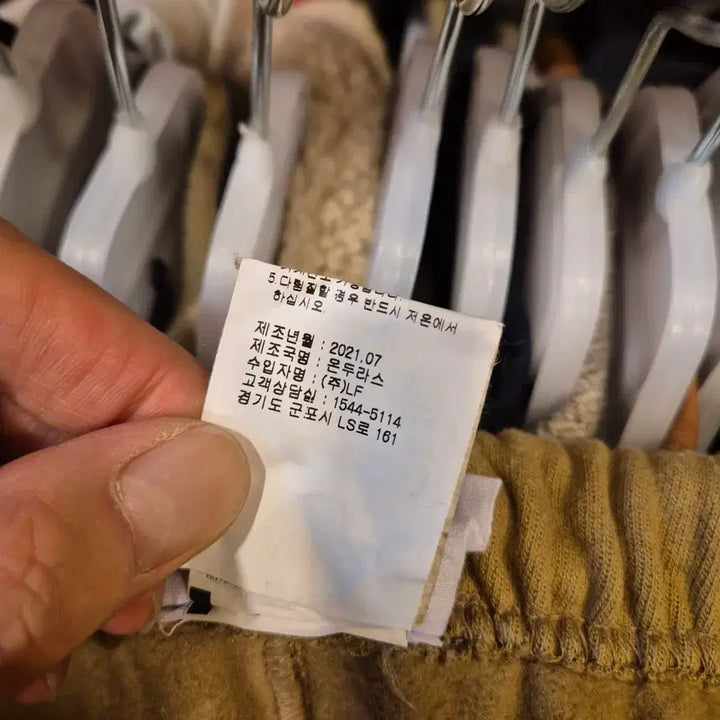 5.다림질할 경우 반드시 저온에서
하십시오.
제조년월 : 2021.07
제조국명 : 온두라스
수입자명 : (주)LF
고객상담실 : 1544-5114
경기도 군포시 LS로 161